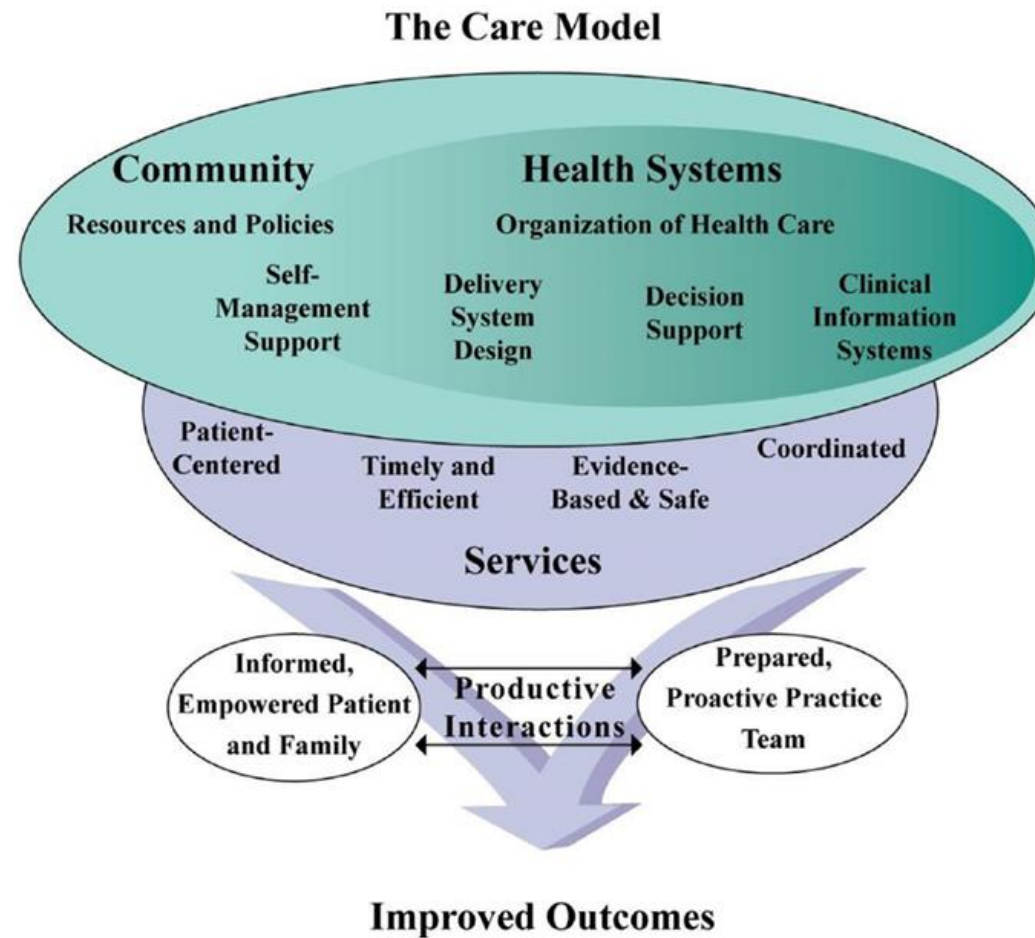 The Care Model
Community
Resources and Policies
Health Systems
Organization of Health Care
Self-
Management
Support
Delivery
System
Design
Decision
Support
Clinical
Information
Systems
Patient-
Centered
Timely and
Efficient
Evidence-
Based & Safe
Coordinated
Services
Informed,
Empowered Patient
and Family
Productive
Interactions
Prepared,
Proactive Practice
Team
Improved Outcomes